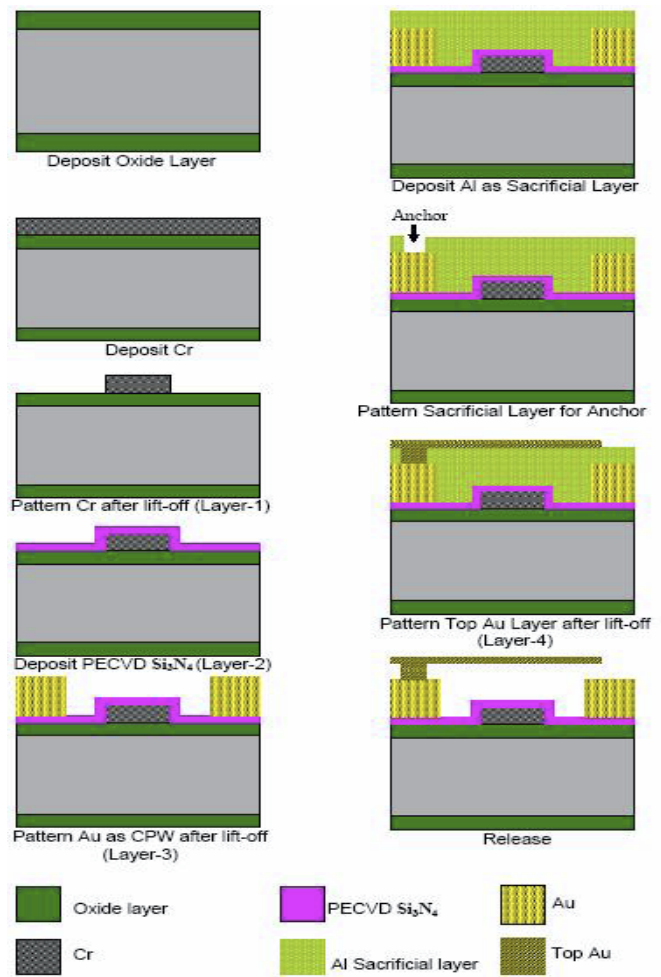 Deposit Oxide Layer
Deposit Cr
Pattern Cr after lift-off (Layer-1)
Deposit PECVD Si₃N₄ (Layer-2)
Pattern Au as CPW after lift-off
(Layer-3)
Deposit Al as Sacrificial Layer
Anchor
Pattern Sacrificial Layer for Anchor
Pattern Top Au Layer after lift-off
(Layer-4)
Release
Oxide layer
PECVD Si₃N₄
Au
Cr
Al Sacrificial layer
Top Au